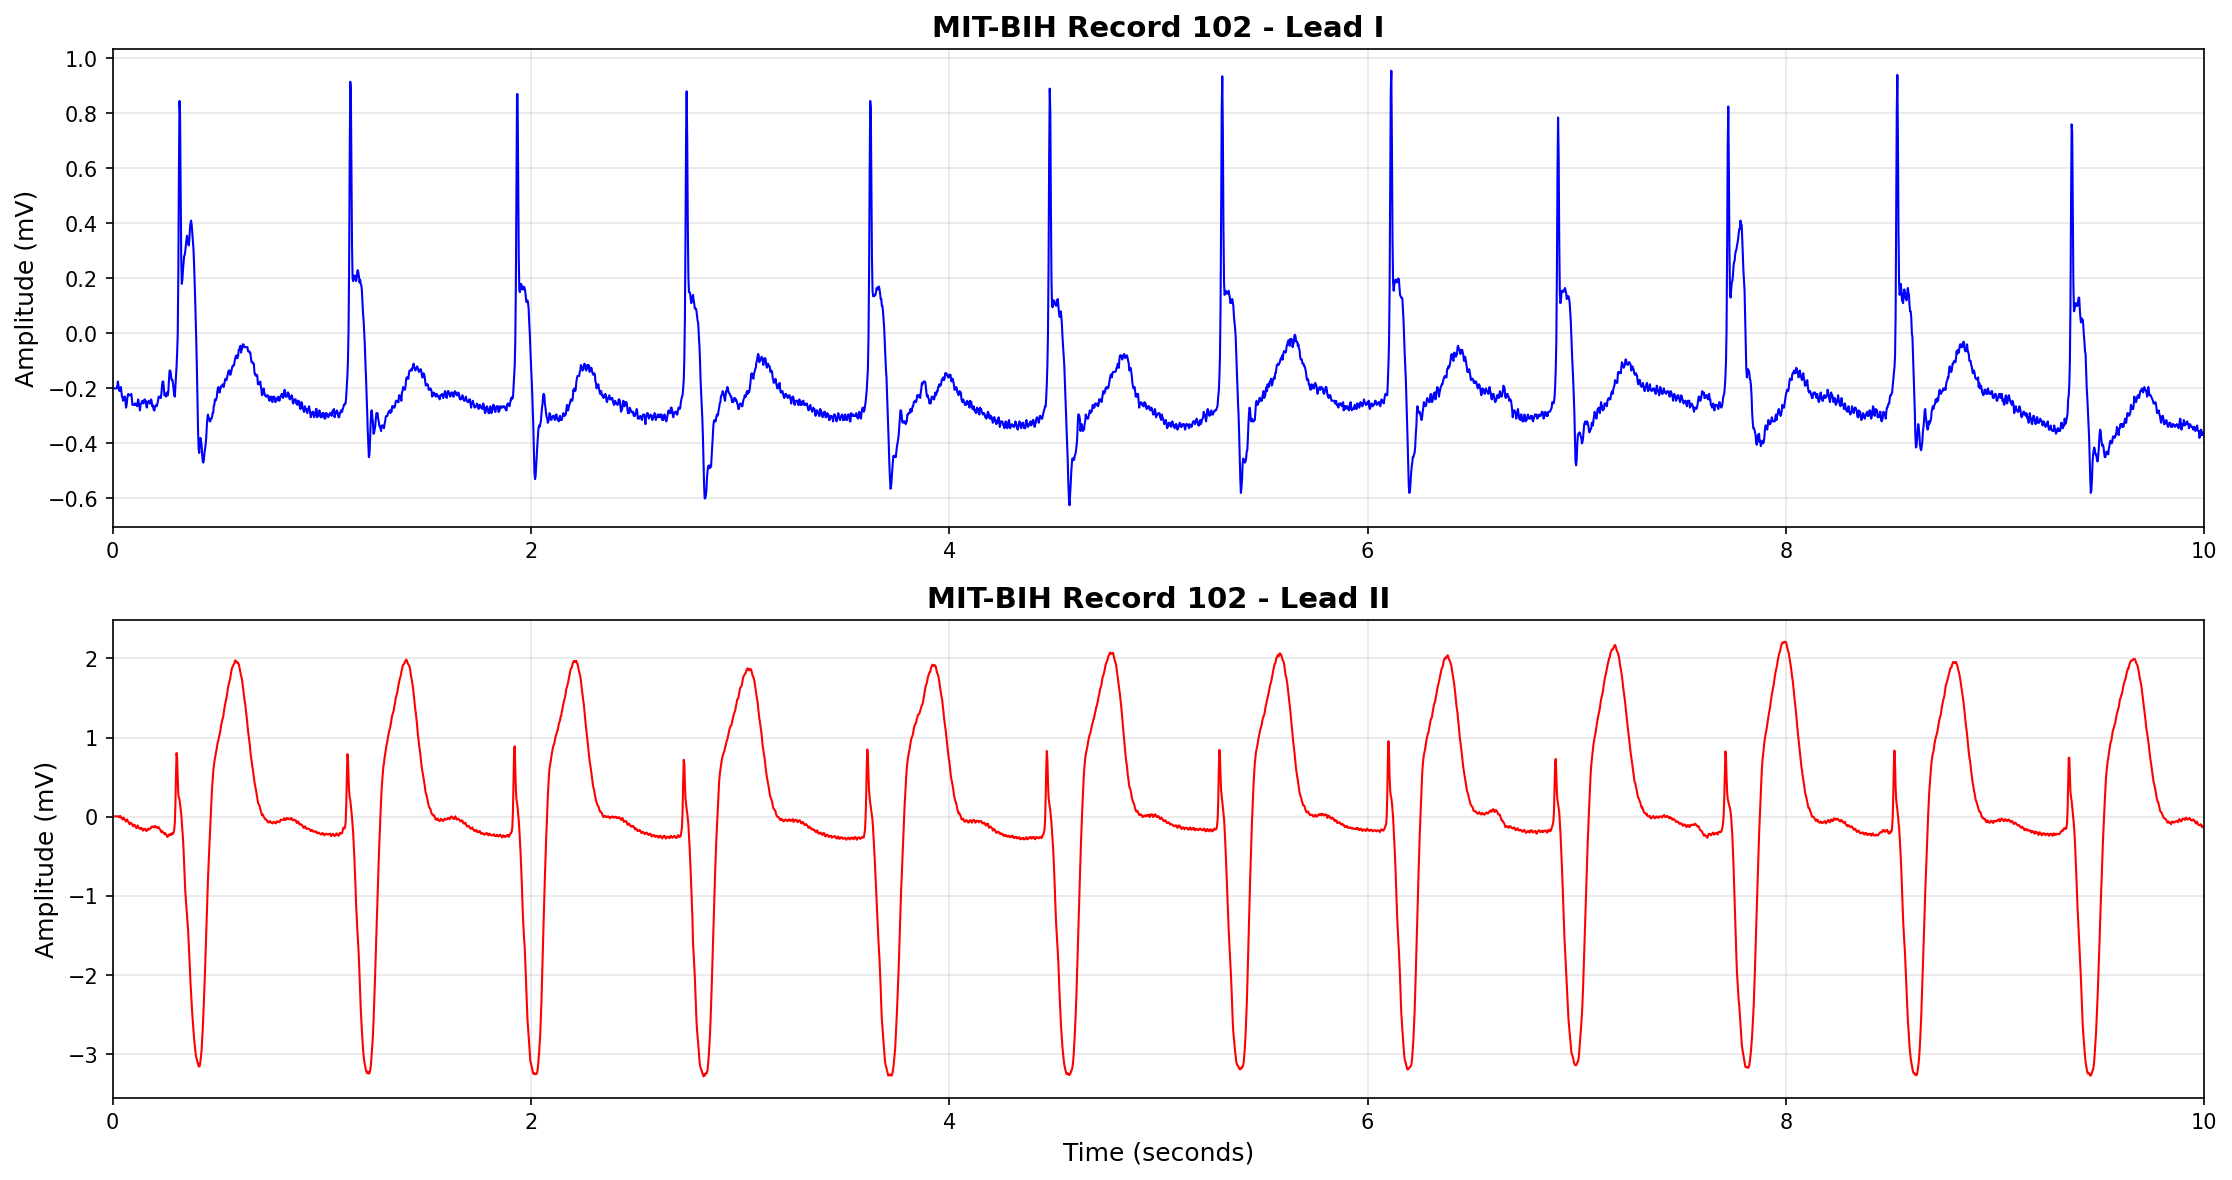 MIT-BIH Record 102 - Lead I
Amplitude (mV)
1.0
0.8
0.6
0.4
0.2
0.0
−0.2
−0.4
−0.6
0 2 4 6 8 10
MIT-BIH Record 102 - Lead II
Amplitude (mV)
2
1
0
−1
−2
−3
0 2 4 6 8 10
Time (seconds)